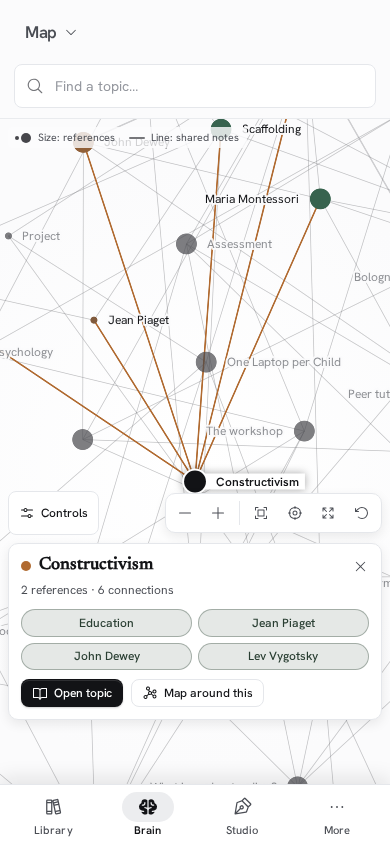 Map
Find a topic...
Size: references
Line: shared notes
John Dewey
Scaffolding
Maria Montessori
Project
Assessment
Bologn
Jean Piaget
sychology
One Laptop per Child
Peer tut
The workshop
Constructivism
Controls
Constructivism
2 references · 6 connections
Education
Jean Piaget
John Dewey
Lev Vygotsky
Open topic
Map around this
Library
Brain
Studio
More